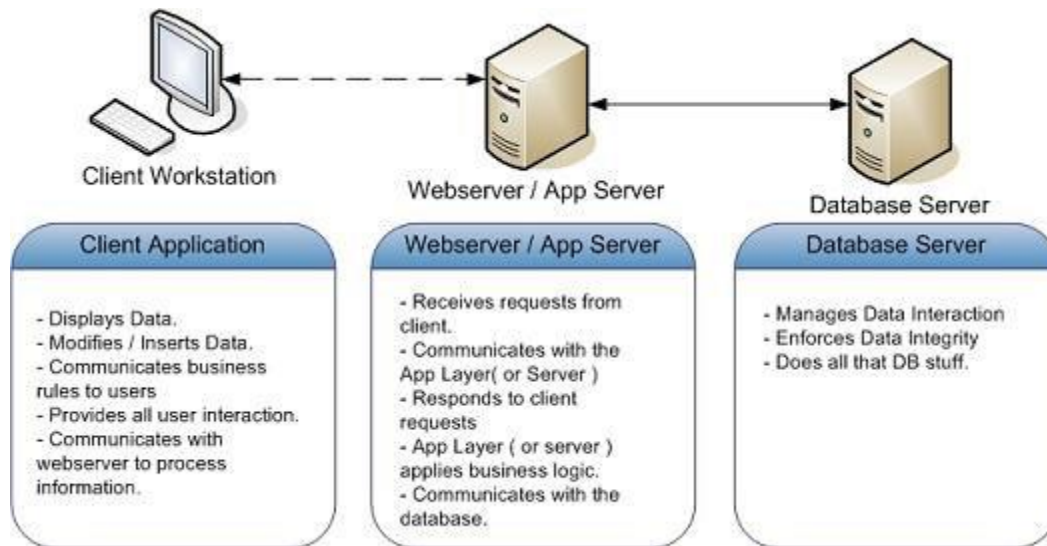 Client Workstation
Webserver / App Server
Database Server
Client Application
- Displays Data.
- Modifies / Inserts Data.
- Communicates business
rules to users
- Provides all user interaction.
- Communicates with
webserver to process
information.
Webserver / App Server
- Receives requests from
client.
- Communicates with the
App Layer( or Server )
- Responds to client
requests
- App Layer ( or server )
applies business logic.
- Communicates with the
database.
Database Server
- Manages Data Interaction
- Enforces Data Integrity
- Does all that DB stuff.